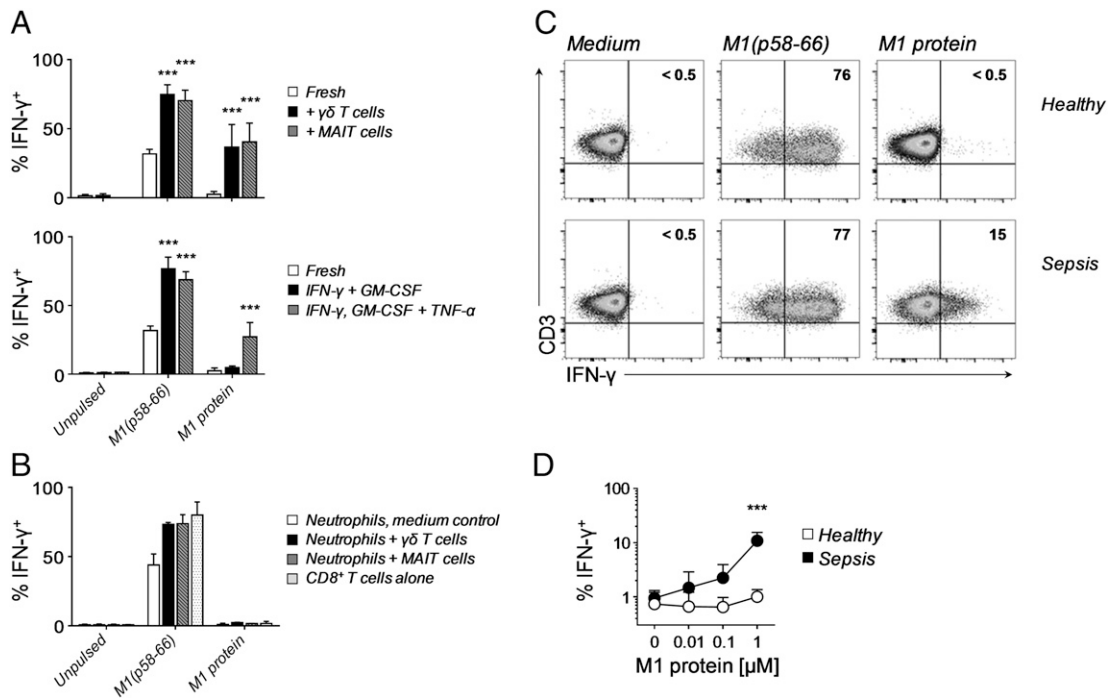 A
100
50
0
% IFN-γ+
*** ***
*** ***
Fresh
+ γδ T cells
+ MAIT cells
100
50
0
% IFN-γ+
*** ***
***
Fresh
IFN-γ + GM-CSF
IFN-γ, GM-CSF + TNF-α
Unpulsed
M1(p58-66)
M1 protein
B
100
50
0
% IFN-γ+
Neutrophils, medium control
Neutrophils + γδ T cells
Neutrophils + MAIT cells
CD8+ T cells alone
Unpulsed
M1(p58-66)
M1 protein
C
Medium M1(p58-66) M1 protein
< 0.5 76 < 0.5
Healthy
< 0.5 77 15
Sepsis
CD3
IFN-γ
D
100
10
1
% IFN-γ+
***
Healthy
Sepsis
0 0.01 0.1 1
M1 protein [µM]